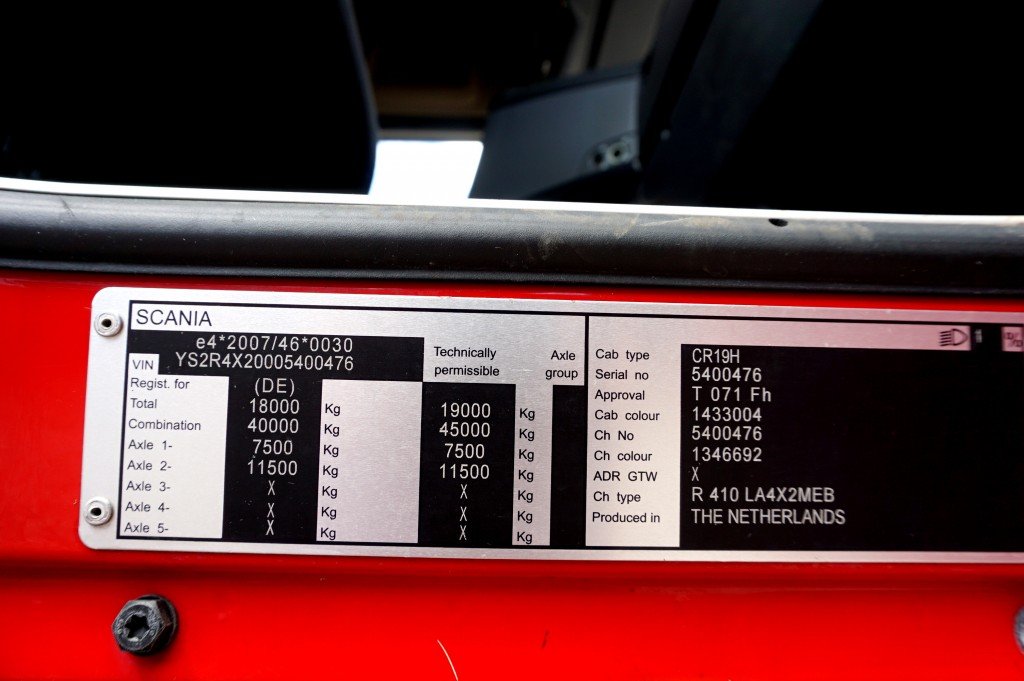 SCANIA
e4*2007/46*0030
VIN YS2R4X20005400476
Technically permissible
Axle group
Regist. for (DE)
Total 18000 Kg 19000 Kg
Combination 40000 Kg 45000 Kg
Axle 1- 7500 Kg 7500 Kg
Axle 2- 11500 Kg 11500 Kg
Axle 3- X Kg X Kg
Axle 4- X Kg X Kg
Axle 5- X Kg X Kg
Cab type CR19H
Serial no 5400476
Approval T 071 Fh
Cab colour 1433004
Ch No 5400476
Ch colour 1346692
ADR GTW X
Ch type R 410 LA4X2MEB
Produced in THE NETHERLANDS